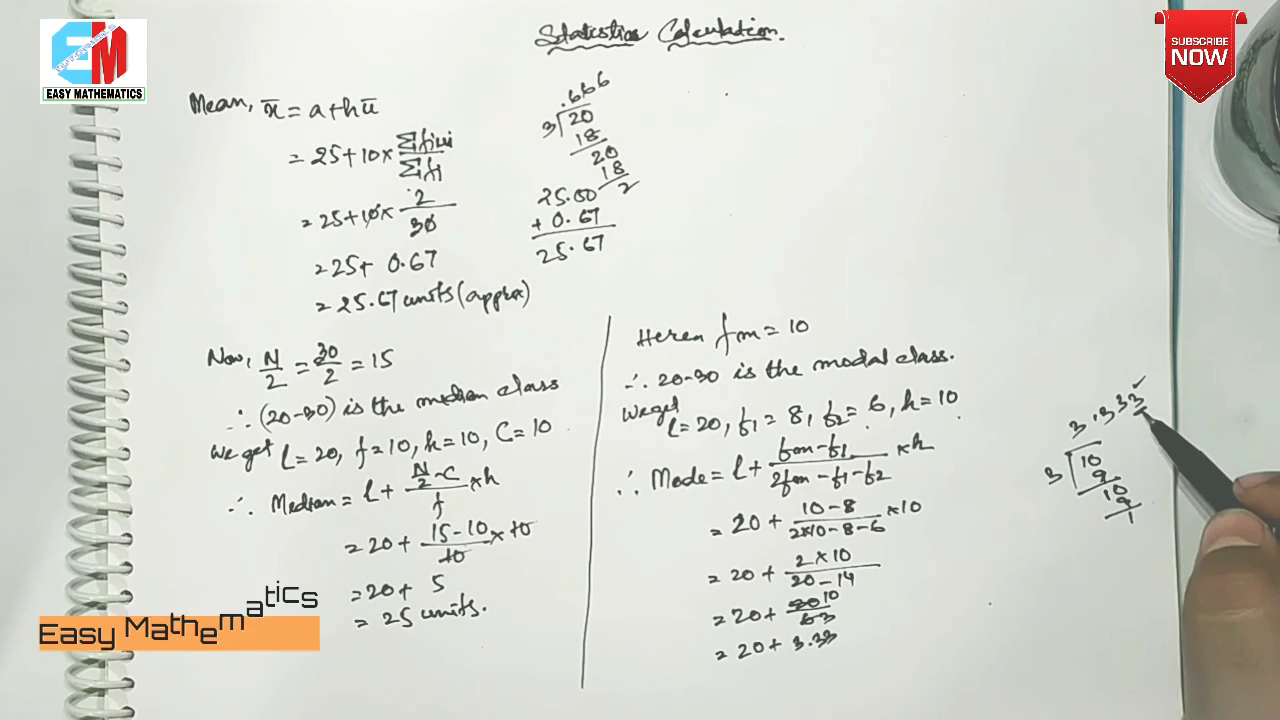 EM
EASY MATHEMATICS
SUBSCRIBE
NOW
Statistics Calculation.
Mean, x̄ = a + hū
= 25 + 10 × Σfiui / Σfi
= 25 + 10 × 2 / 30
= 25 + 0.67
= 25.67 units (approx)
.666
3 20
18
20
18
2
25.00
+ 0.67
25.67
Now, N/2 = 30/2 = 15
∴ (20-30) is the median class
We get L = 20, f = 10, h = 10, C = 10
∴ Median = l + (N/2 - C) / f × h
= 20 + (15 - 10) / 10 × 10
= 20 + 5
= 25 units.
Here fm = 10
∴ 20-30 is the modal class.
We get
l = 20, f1 = 8, f2 = 6, h = 10
∴ Mode = l + (fm - f1) / (2fm - f1 - f2) × h
= 20 + (10 - 8) / (2×10 - 8 - 6) × 10
= 20 + (2 × 10) / (20 - 14)
= 20 + 20 10 / 6 3
= 20 + 3.33
3.333
3 10
9
10
9
1
Easy Mathematics